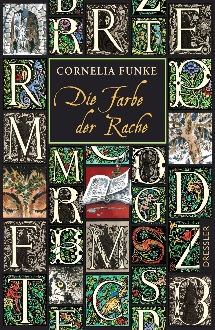 R R T E
CORNELIA FUNKE
Die Farbe
der Rache
R P
M M O
R G D
F B M S Z
DRESSLER
T T C S B